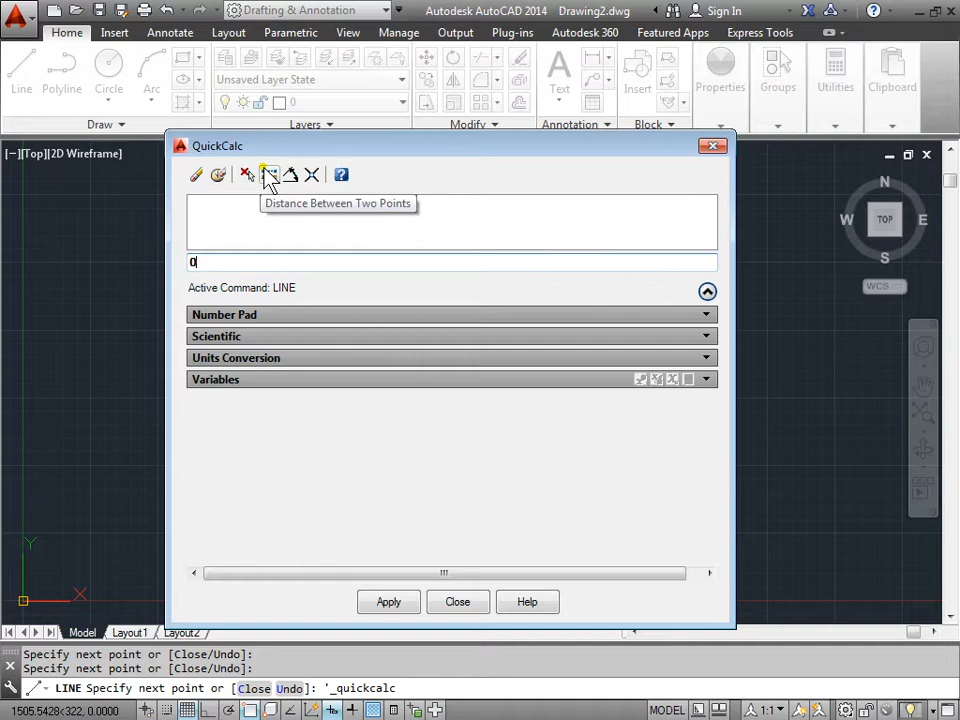 Drafting & Annotation
Autodesk AutoCAD 2014 Drawing2.dwg
Sign In
Home Insert Annotate Layout Parametric View Manage Output Plug-ins Autodesk 360 Featured Apps Express Tools
Unsaved Layer State
Line Polyline Circle Arc
0
Text Insert Properties Groups Utilities Clipboard
Draw Layers Modify Annotation Block
[−][Top][2D Wireframe]
QuickCalc
N
W TOP E
S
WCS
Distance Between Two Points
0
Active Command: LINE
Number Pad
Scientific
Units Conversion
Variables
Y
X
Apply Close Help
Model Layout1 Layout2
Specify next point or [Close/Undo]:
Specify next point or [Close/Undo]:
LINE Specify next point or [Close Undo]: '_quickcalc
1505.5428<322, 0.0000
MODEL 1:1